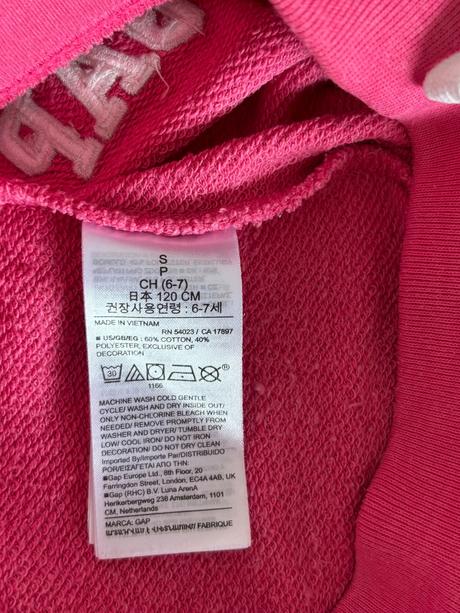 GAP
S
P
CH (6-7)
日本 120 CM
권장사용연령 : 6-7세
MADE IN VIETNAM
RN 54023 / CA 17897
■ US/GB/EG : 60% COTTON, 40%
POLYESTER, EXCLUSIVE OF
DECORATION
30
®
1166
MACHINE WASH COLD GENTLE
CYCLE/ WASH AND DRY INSIDE OUT/
ONLY NON-CHLORINE BLEACH WHEN
NEEDED/ REMOVE PROMPTLY FROM
WASHER AND DRYER/ TUMBLE DRY
LOW/ COOL IRON/ DO NOT IRON
DECORATION/ DO NOT DRY CLEAN
Imported By/Importe Par/DISTRIBUIDO
POR/ΕΙΣΑΓΕΤΑΙ ΑΠΟ ΤΗΝ:
■Gap Europe Ltd., 8th Floor, 20
Farringdon Street, London, EC4A 4AB, UK
■Gap (RHC) B.V. Luna ArenA
Herikerbergweg 236 Amsterdam, 1101
CM, Netherlands
MARCA: GAP
FABRIQUE